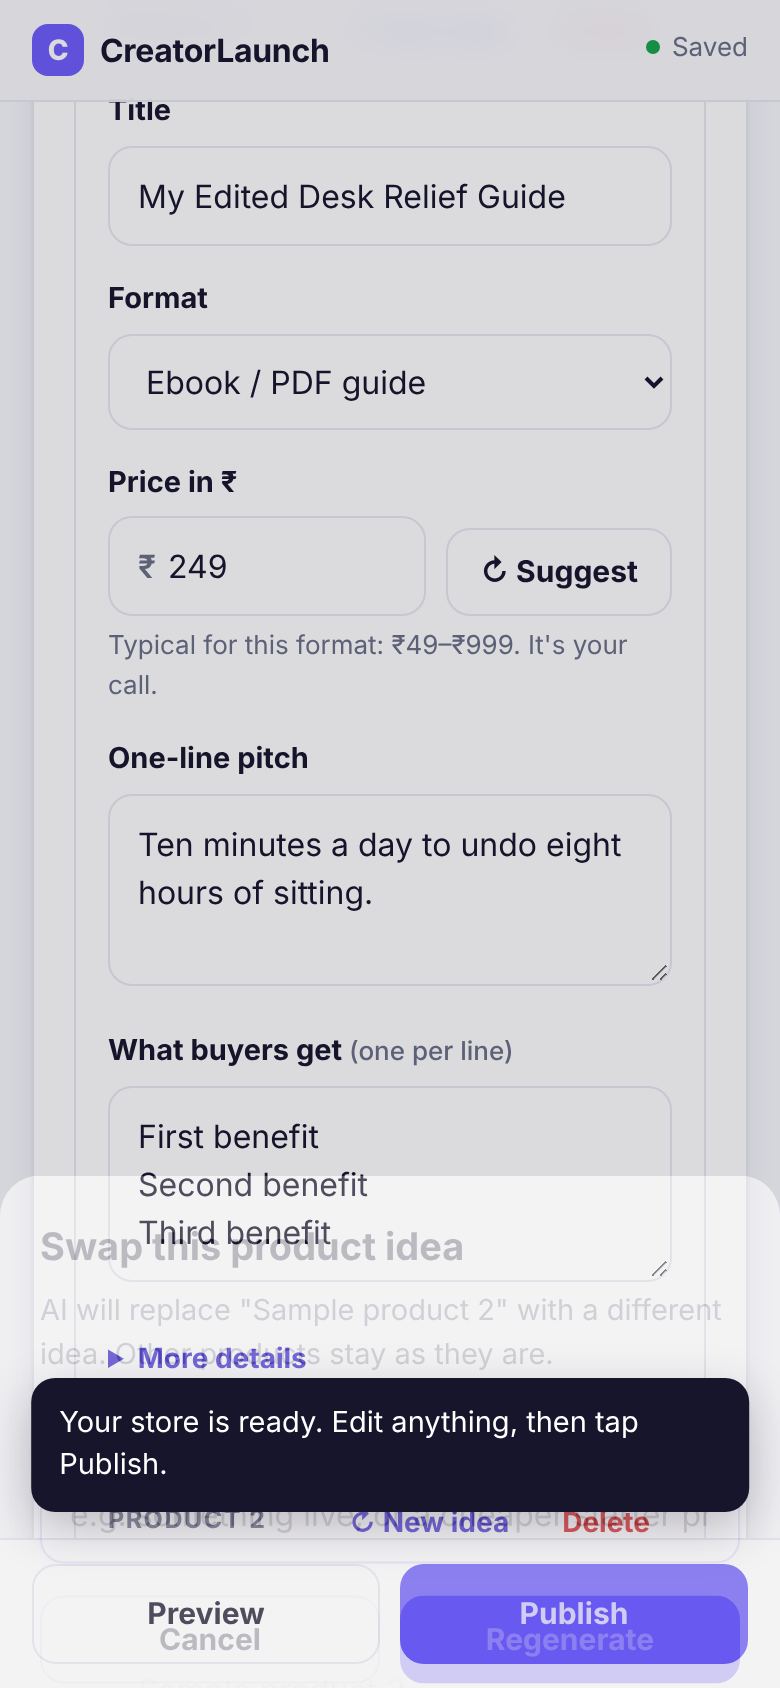 C CreatorLaunch
Saved
Title
My Edited Desk Relief Guide
Format
Ebook / PDF guide
Price in ₹
₹ 249
↻ Suggest
Typical for this format: ₹49–₹999. It's your
call.
One-line pitch
Ten minutes a day to undo eight
hours of sitting.
What buyers get (one per line)
First benefit
Second benefit
Third benefit
Swap this product idea
AI will replace "Sample product 2" with a different
idea. Other products stay as they are.
▶ More details
Your store is ready. Edit anything, then tap
Publish.
PRODUCT 2
↻ New idea
Delete
Preview
Publish
Cancel
Regenerate